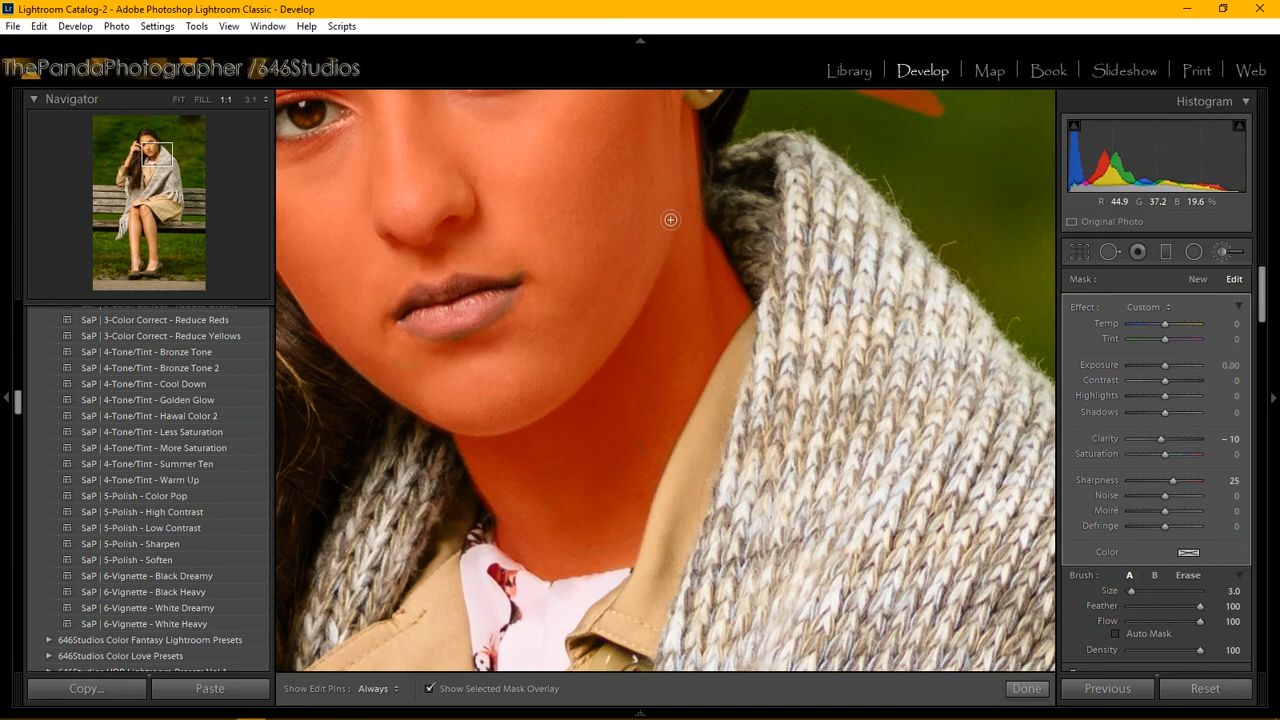 Lightroom Catalog-2 - Adobe Photoshop Lightroom Classic - Develop
File Edit Develop Photo Settings Tools View Window Help Scripts
ThePandaPhotographer /646Studios
Library Develop Map Book Slideshow Print Web
Navigator FIT FILL 1:1 3:1
SaP | 3-Color Correct - Reduce Reds
SaP | 3-Color Correct - Reduce Yellows
SaP | 4-Tone/Tint - Bronze Tone
SaP | 4-Tone/Tint - Bronze Tone 2
SaP | 4-Tone/Tint - Cool Down
SaP | 4-Tone/Tint - Golden Glow
SaP | 4-Tone/Tint - Hawai Color 2
SaP | 4-Tone/Tint - Less Saturation
SaP | 4-Tone/Tint - More Saturation
SaP | 4-Tone/Tint - Summer Ten
SaP | 4-Tone/Tint - Warm Up
SaP | 5-Polish - Color Pop
SaP | 5-Polish - High Contrast
SaP | 5-Polish - Low Contrast
SaP | 5-Polish - Sharpen
SaP | 5-Polish - Soften
SaP | 6-Vignette - Black Dreamy
SaP | 6-Vignette - Black Heavy
SaP | 6-Vignette - White Dreamy
SaP | 6-Vignette - White Heavy
646Studios Color Fantasy Lightroom Presets
646Studios Color Love Presets
Copy... Paste
Show Edit Pins : Always Show Selected Mask Overlay Done
Histogram
R 44.9 G 37.2 B 19.6 %
Original Photo
Mask : New Edit
Effect : Custom
Temp 0
Tint 0
Exposure 0.00
Contrast 0
Highlights 0
Shadows 0
Clarity – 10
Saturation 0
Sharpness 25
Noise 0
Moiré 0
Defringe 0
Color
Brush : A B Erase
Size 3.0
Feather 100
Flow 100
Auto Mask
Density 100
Previous Reset